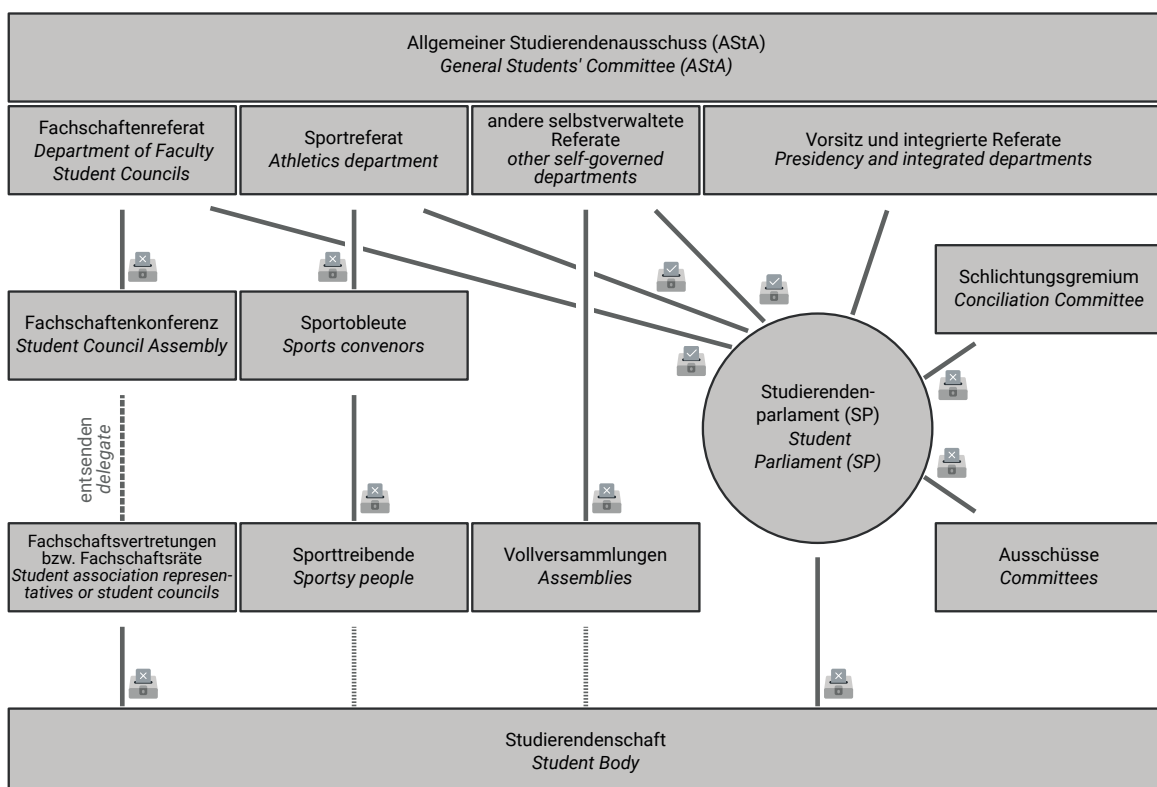 Allgemeiner Studierendenausschuss (AStA)
General Students' Committee (AStA)
Fachschaftenreferat
Department of Faculty
Student Councils
Sportreferat
Athletics department
andere selbstverwaltete
Referate
other self-governed
departments
Vorsitz und integrierte Referate
Presidency and integrated departments
Schlichtungsgremium
Conciliation Committee
Fachschaftenkonferenz
Student Council Assembly
Sportobleute
Sports convenors
Studierenden-
parlament (SP)
Student
Parliament (SP)
entsenden
delegate
Fachschaftsvertretungen
bzw. Fachschaftsräte
Student association represen-
tatives or student councils
Sporttreibende
Sportsy people
Vollversammlungen
Assemblies
Ausschüsse
Committees
Studierendenschaft
Student Body